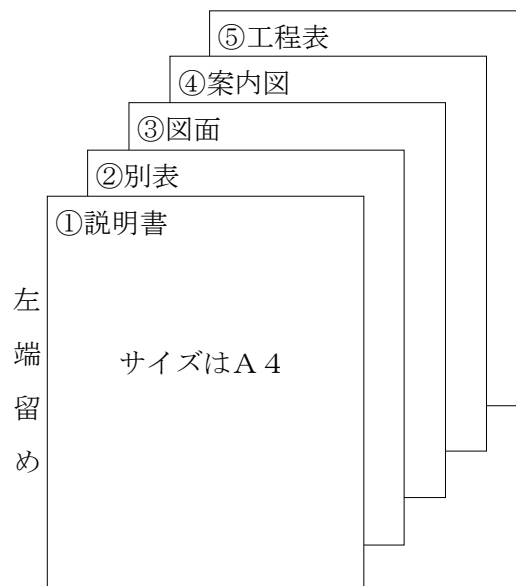 ⑤工程表
④案内図
③図面
②別表
①説明書
左端留め
サイズはA4